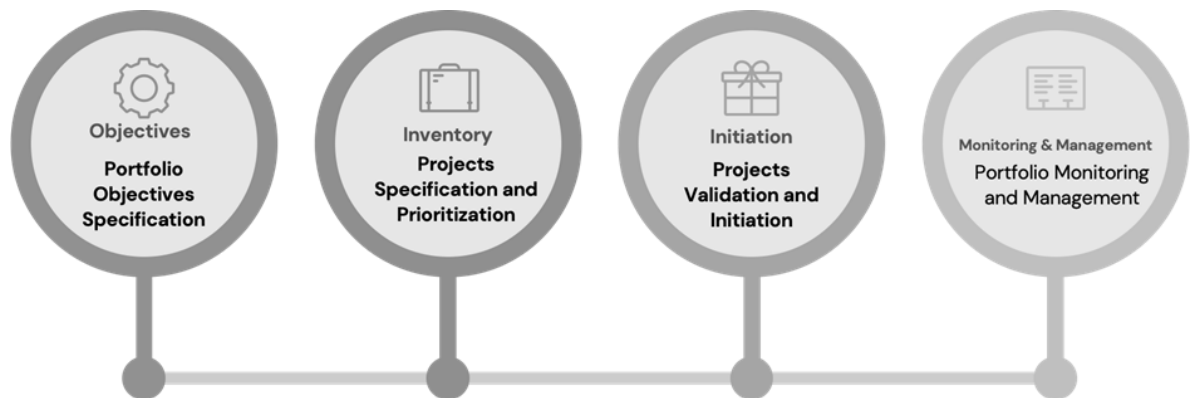 Objectives
Portfolio
Objectives
Specification
Inventory
Projects
Specification and
Prioritization
Initiation
Projects
Validation and
Initiation
Monitoring & Management
Portfolio Monitoring
and Management